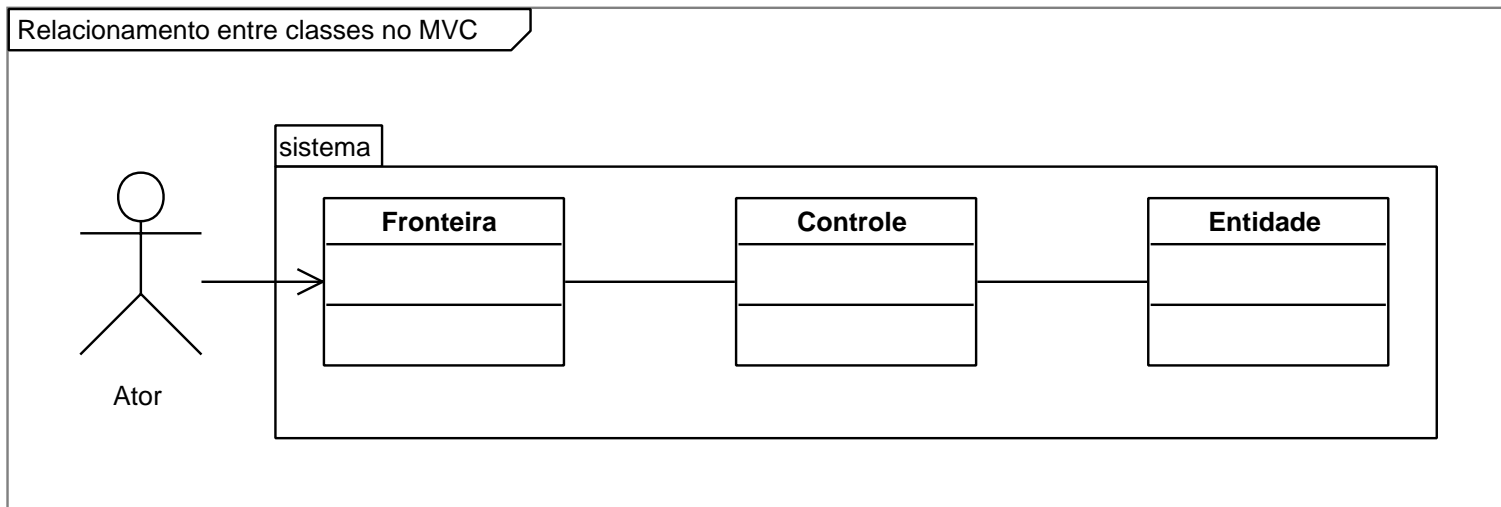 Relacionamento entre classes no MVC
sistema
Fronteira
Controle
Entidade
Ator